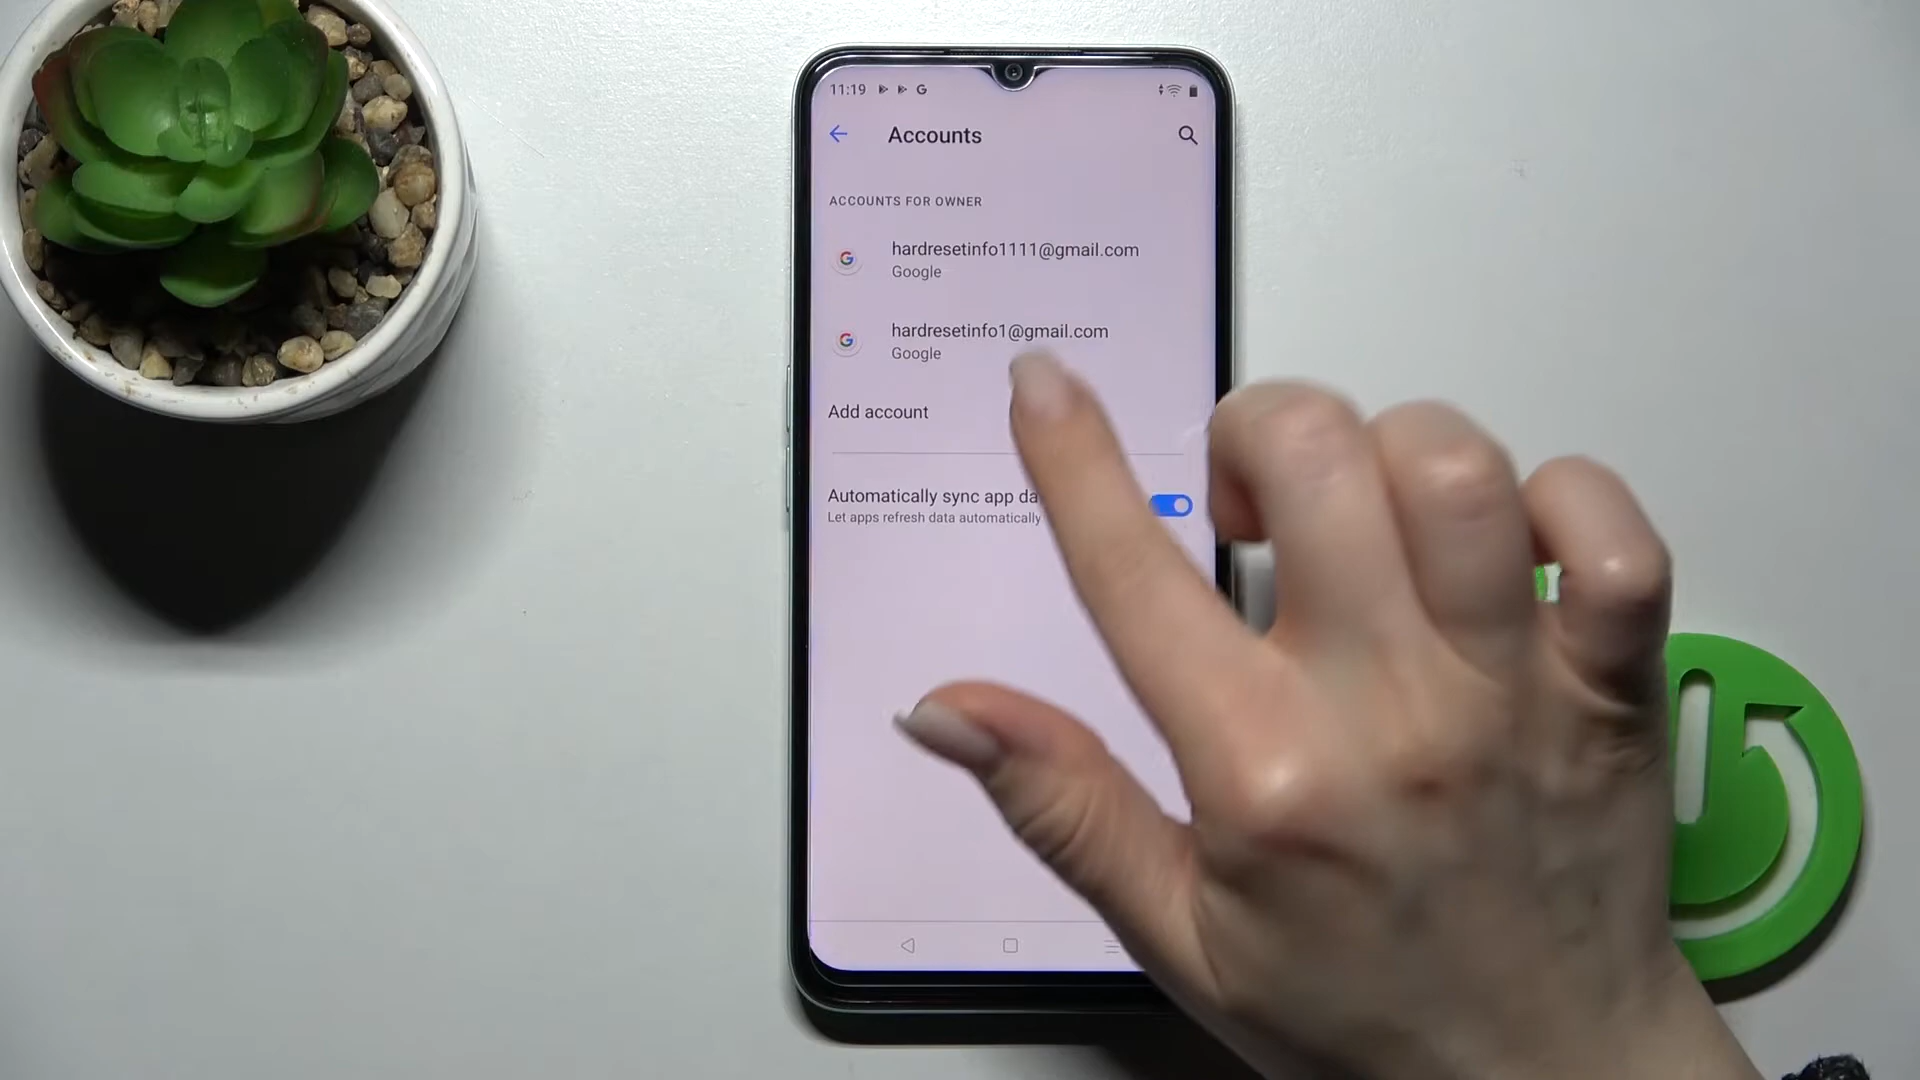 11:19
Accounts
ACCOUNTS FOR OWNER
hardresetinfo1111@gmail.com
Google
hardresetinfo1@gmail.com
Google
Add account
Automatically sync app
Let apps refresh data automatically